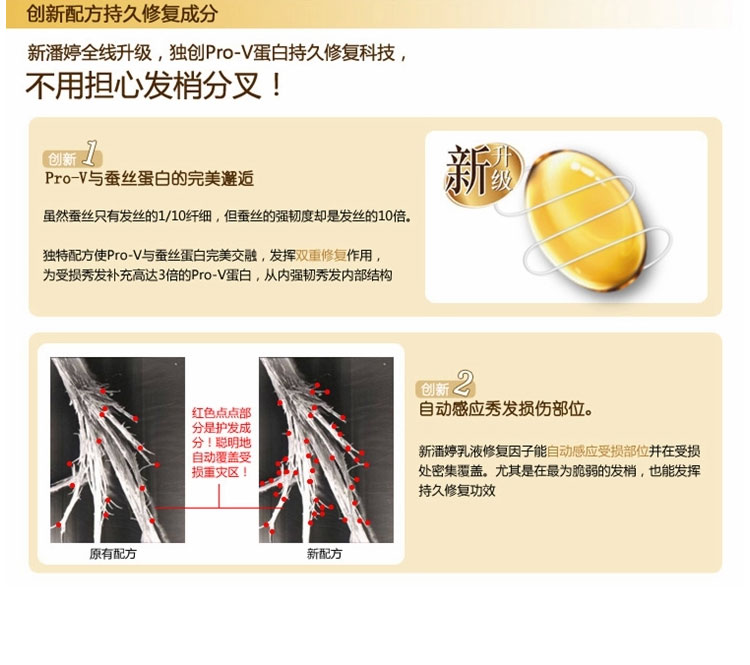 创新配方持久修复成分
新潘婷全线升级，独创Pro-V蛋白持久修复科技，
不用担心发梢分叉！
创新1
Pro-V与蚕丝蛋白的完美邂逅
虽然蚕丝只有发丝的1/10纤细，但蚕丝的强韧度却是发丝的10倍。
独特配方使Pro-V与蚕丝蛋白完美交融，发挥双重修复作用，
为受损秀发补充高达3倍的Pro-V蛋白，从内强韧秀发内部结构
新升级
红色点点部
分是护发成
分！聪明地
自动覆盖受
损重灾区！
原有配方
新配方
创新2
自动感应秀发损伤部位。
新潘婷乳液修复因子能自动感应受损部位并在受损
处密集覆盖。尤其是在最为脆弱的发梢，也能发挥
持久修复功效